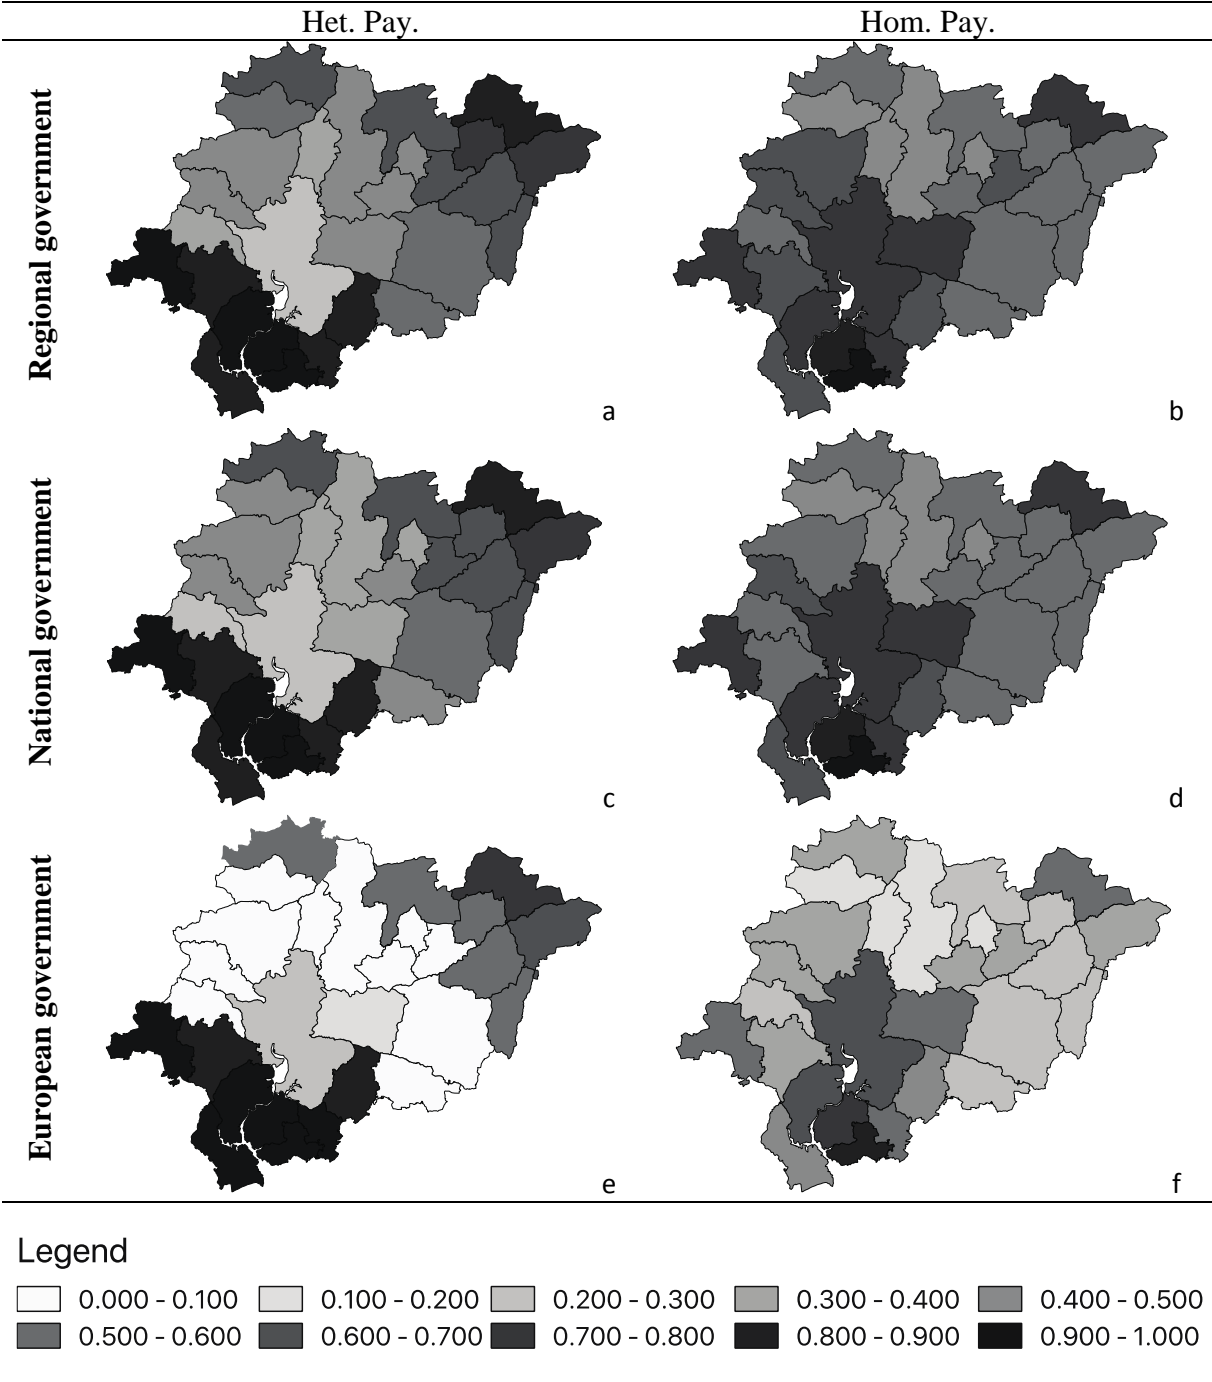 Het. Pay. Hom. Pay.
Regional government
a b
National government
c d
European government
e f
Legend
0.000 - 0.100 0.100 - 0.200 0.200 - 0.300 0.300 - 0.400 0.400 - 0.500
0.500 - 0.600 0.600 - 0.700 0.700 - 0.800 0.800 - 0.900 0.900 - 1.000